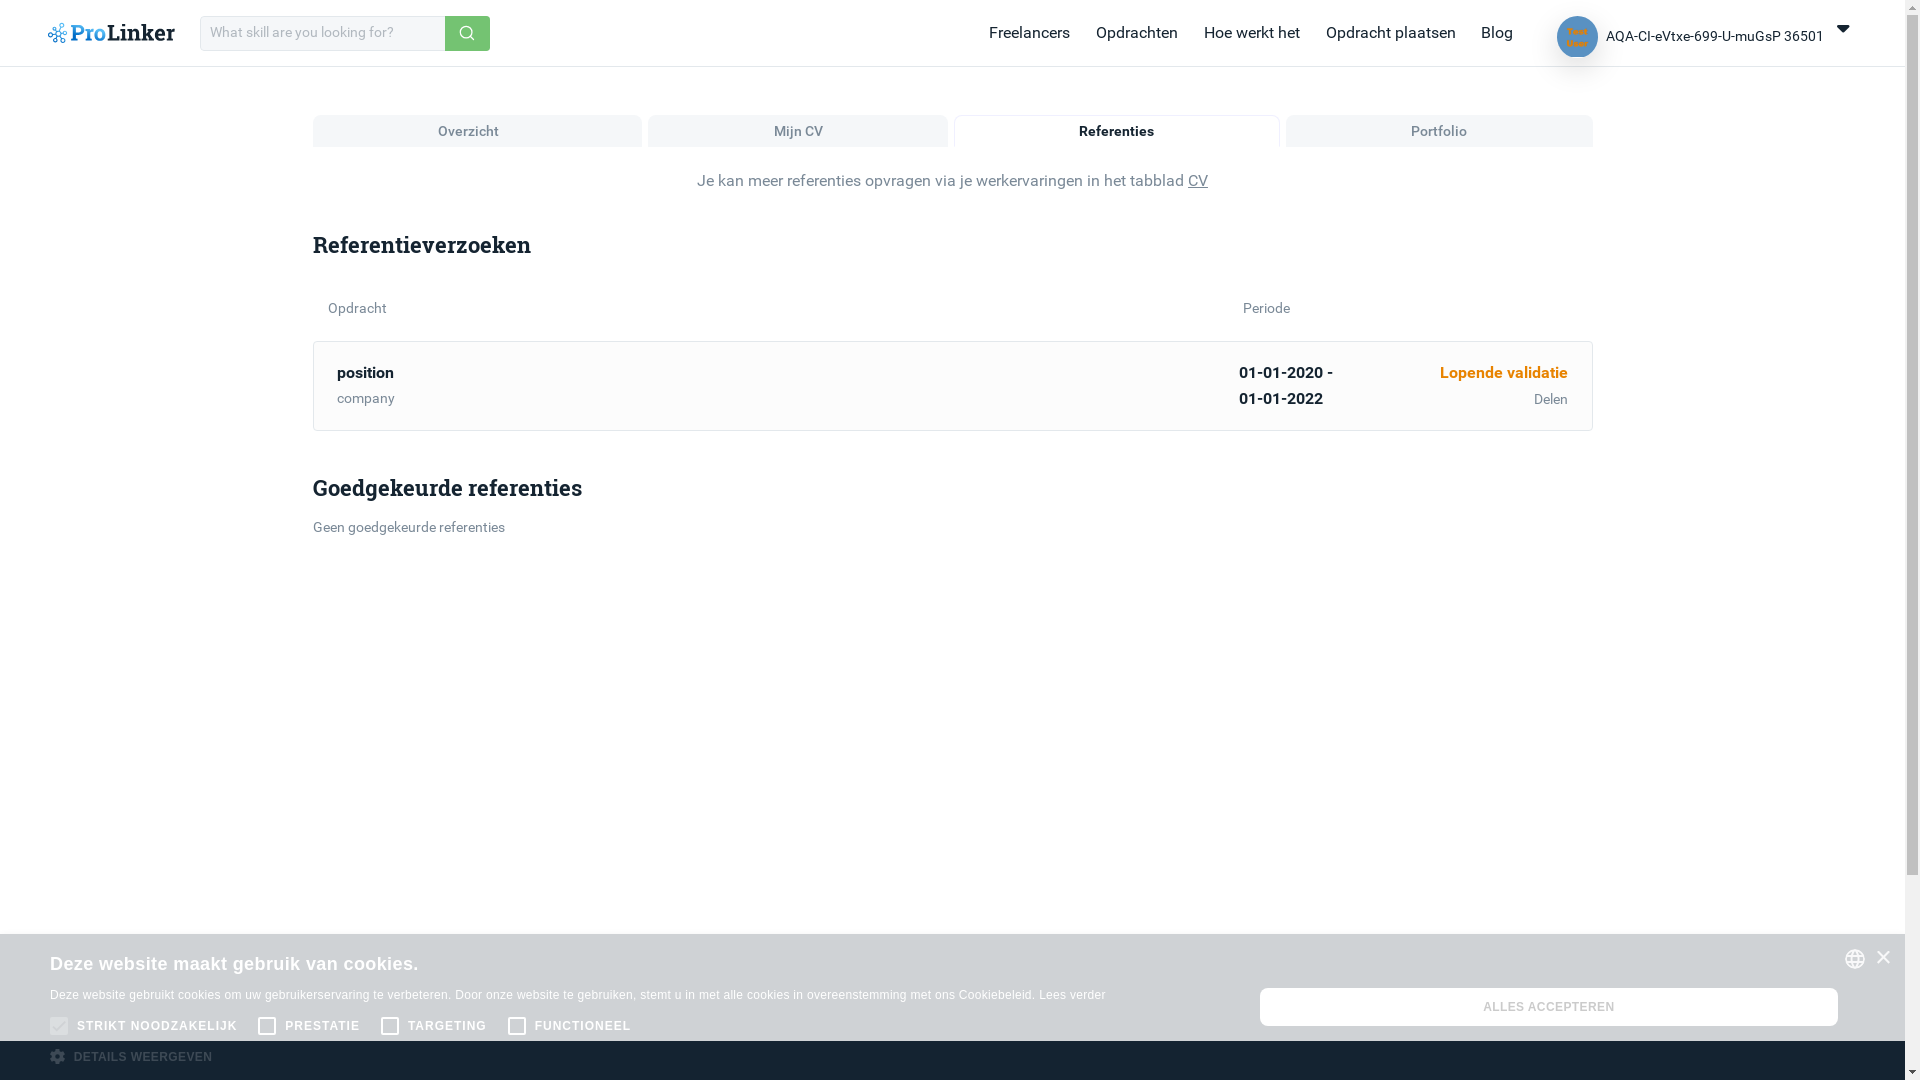 ProLinker
What skill are you looking for?
Freelancers
Opdrachten
Hoe werkt het
Opdracht plaatsen
Blog
Test
User
AQA-CI-eVtxe-699-U-muGsP 36501
Overzicht
Mijn CV
Referenties
Portfolio
Je kan meer referenties opvragen via je werkervaringen in het tabblad CV
Referentieverzoeken
Opdracht
Periode
position
company
01-01-2020 -
01-01-2022
Lopende validatie
Delen
Goedgekeurde referenties
Geen goedgekeurde referenties
Deze website maakt gebruik van cookies.
Deze website gebruikt cookies om uw gebruikerservaring te verbeteren. Door onze website te gebruiken, stemt u in met alle cookies in overeenstemming met ons Cookiebeleid. Lees verder
STRIKT NOODZAKELIJK
PRESTATIE
TARGETING
FUNCTIONEEL
ALLES ACCEPTEREN
DETAILS WEERGEVEN